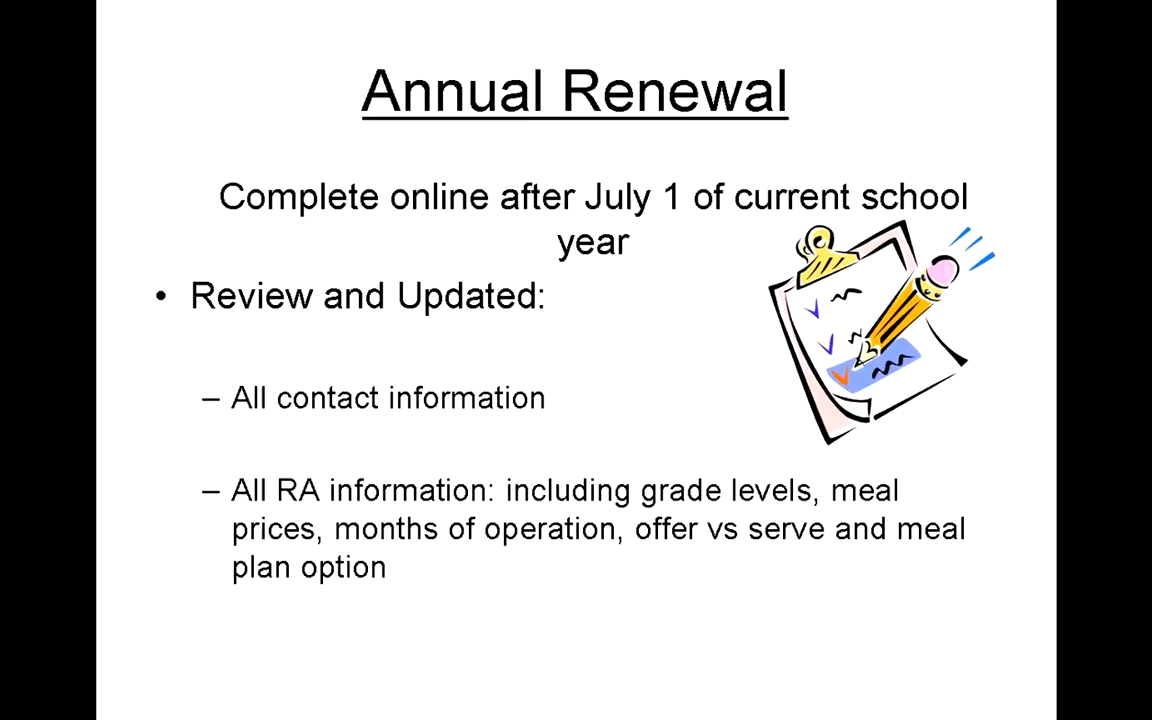 Annual Renewal
Complete online after July 1 of current school
year
• Review and Updated:
– All contact information
– All RA information: including grade levels, meal
prices, months of operation, offer vs serve and meal
plan option